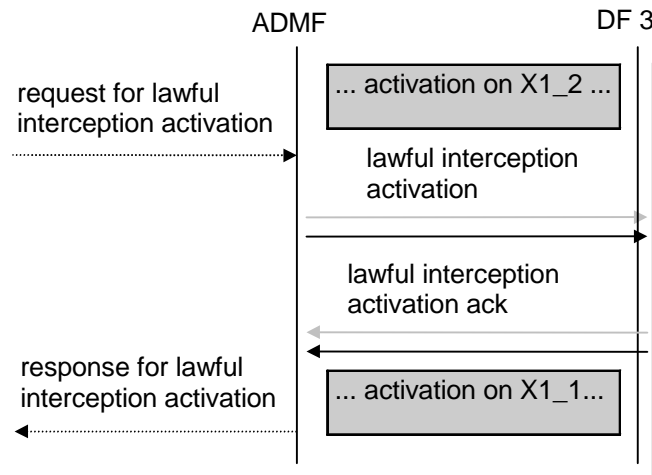 ADMF
DF 3
request for lawful
interception activation
... activation on X1_2 ...
lawful interception
activation
lawful interception
activation ack
response for lawful
interception activation
... activation on X1_1...